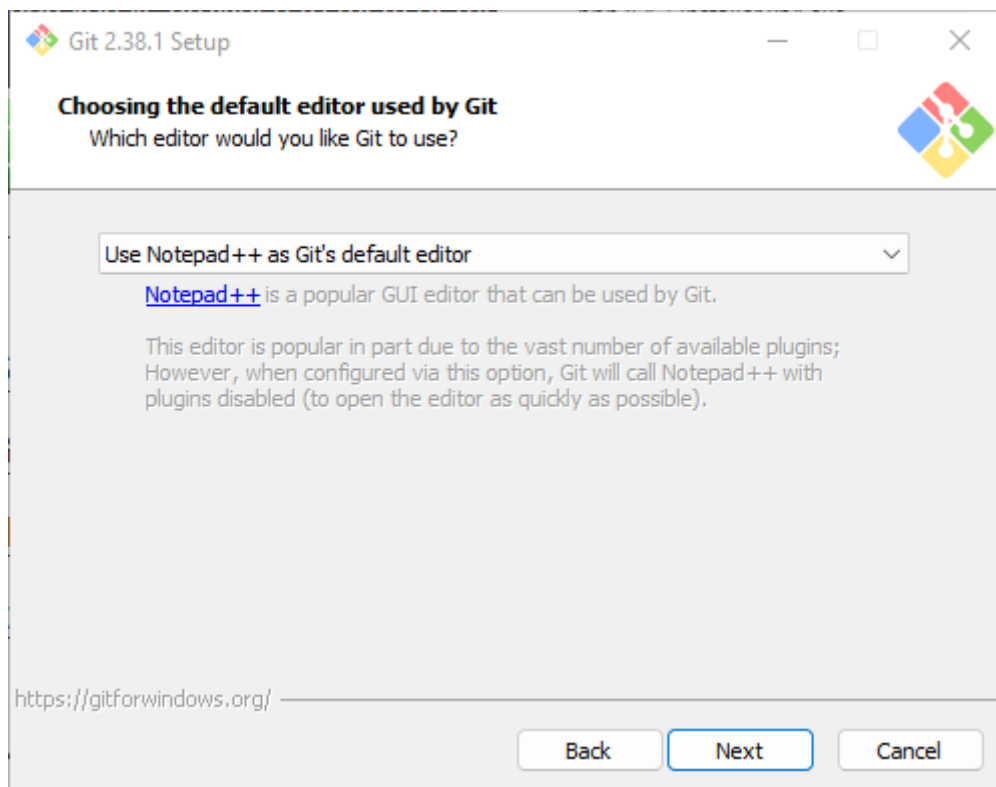 Git 2.38.1 Setup
Choosing the default editor used by Git
Which editor would you like Git to use?
Use Notepad++ as Git's default editor
Notepad++ is a popular GUI editor that can be used by Git.
This editor is popular in part due to the vast number of available plugins;
However, when configured via this option, Git will call Notepad++ with
plugins disabled (to open the editor as quickly as possible).
https://gitforwindows.org/
Back Next Cancel